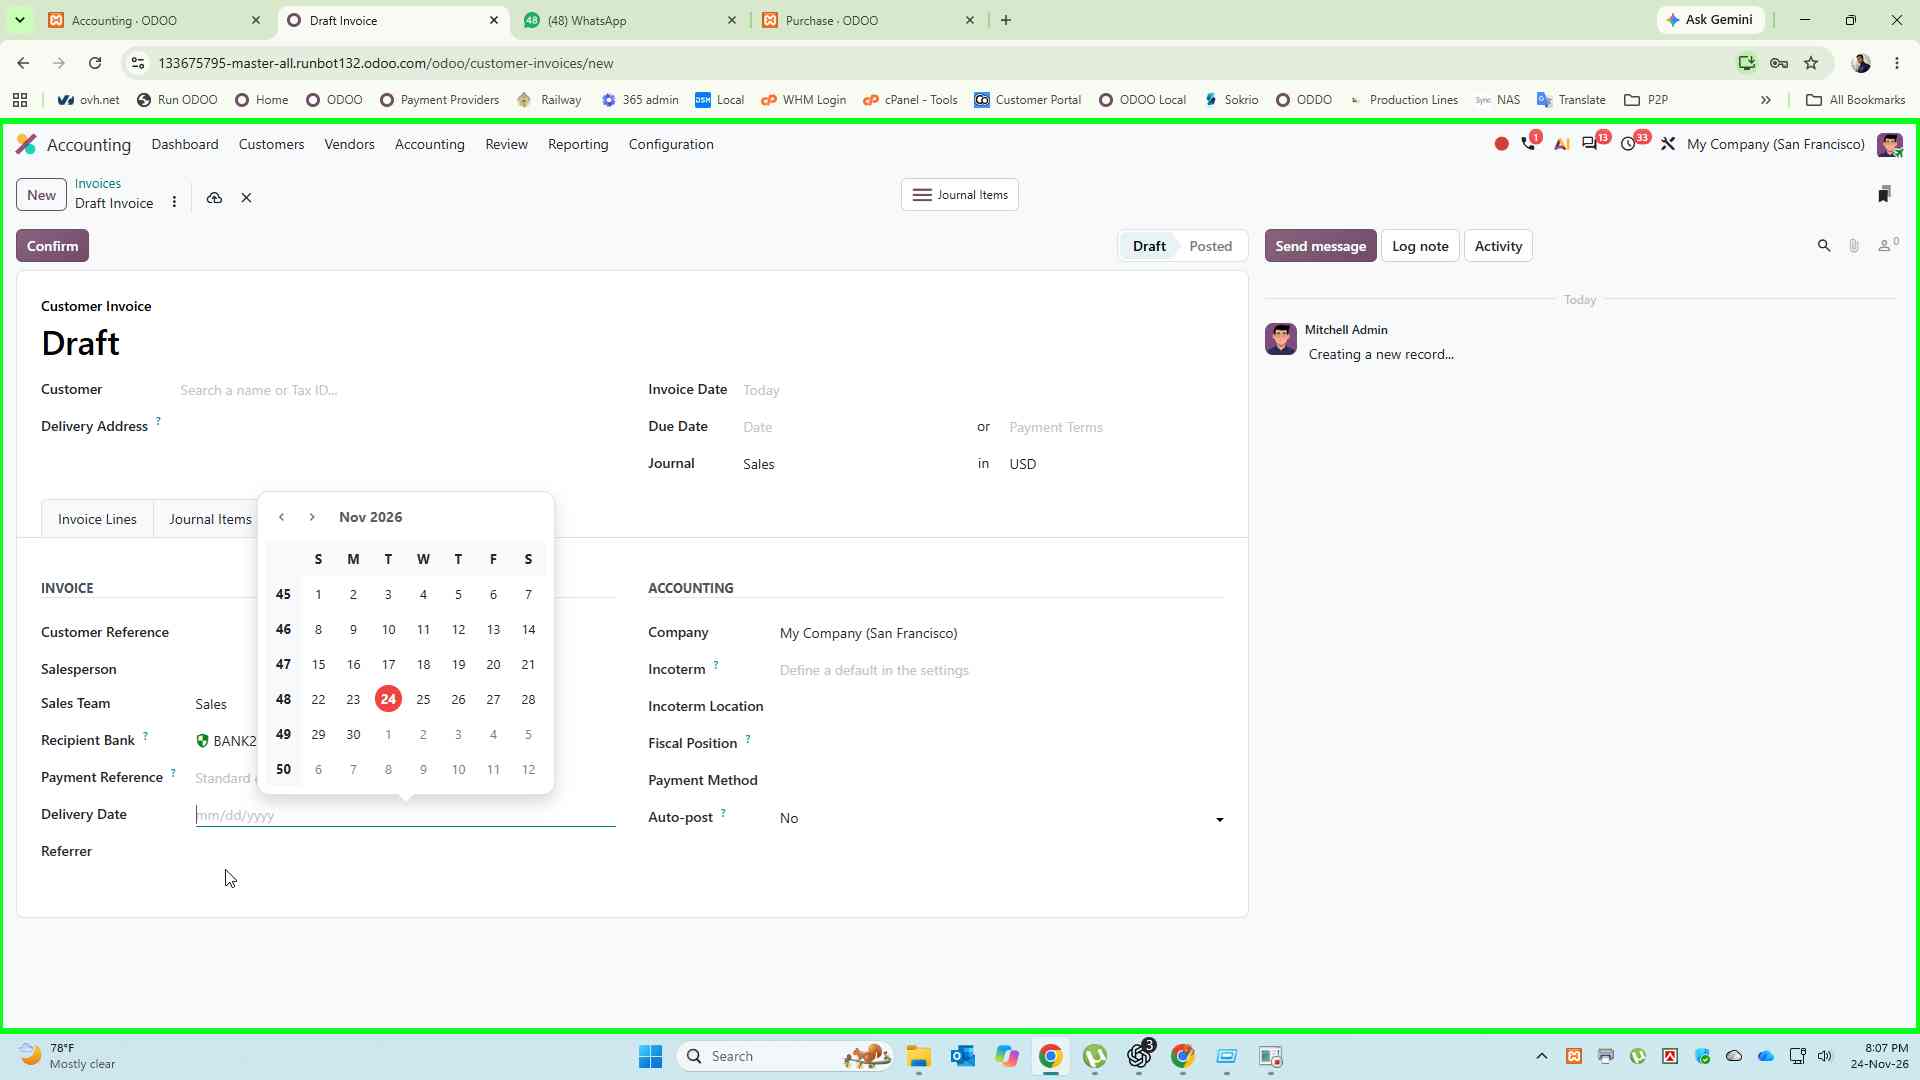 Accounting · ODOO
Draft Invoice
48 (48) WhatsApp
Purchase · ODOO
Ask Gemini
133675795-master-all.runbot132.odoo.com/odoo/customer-invoices/new
ovh.net
Run ODOO
Home
ODOO
Payment Providers
Railway
365 admin
DSM Local
WHM Login
cPanel - Tools
Customer Portal
ODOO Local
Sokrio
ODDO
Production Lines
Sync NAS
Translate
P2P
All Bookmarks
Accounting Dashboard Customers Vendors Accounting Review Reporting Configuration
1 AI 13 33 My Company (San Francisco)
New
Invoices
Draft Invoice
Journal Items
Confirm
Draft Posted
Send message Log note Activity
0
Customer Invoice
Draft
Today
Mitchell Admin
Creating a new record...
Customer Search a name or Tax ID...
Invoice Date Today
Delivery Address ?
Due Date Date or Payment Terms
Journal Sales in USD
Invoice Lines Journal Items
Nov 2026
S M T W T F S
45 1 2 3 4 5 6 7
46 8 9 10 11 12 13 14
47 15 16 17 18 19 20 21
48 22 23 24 25 26 27 28
49 29 30 1 2 3 4 5
50 6 7 8 9 10 11 12
INVOICE
Customer Reference
Salesperson
Sales Team Sales
Recipient Bank ? BANK2
Payment Reference ? Standard
Delivery Date mm/dd/yyyy
Referrer
ACCOUNTING
Company My Company (San Francisco)
Incoterm ? Define a default in the settings
Incoterm Location
Fiscal Position ?
Payment Method
Auto-post ? No
78°F
Mostly clear
Search
3
8:07 PM
24-Nov-26